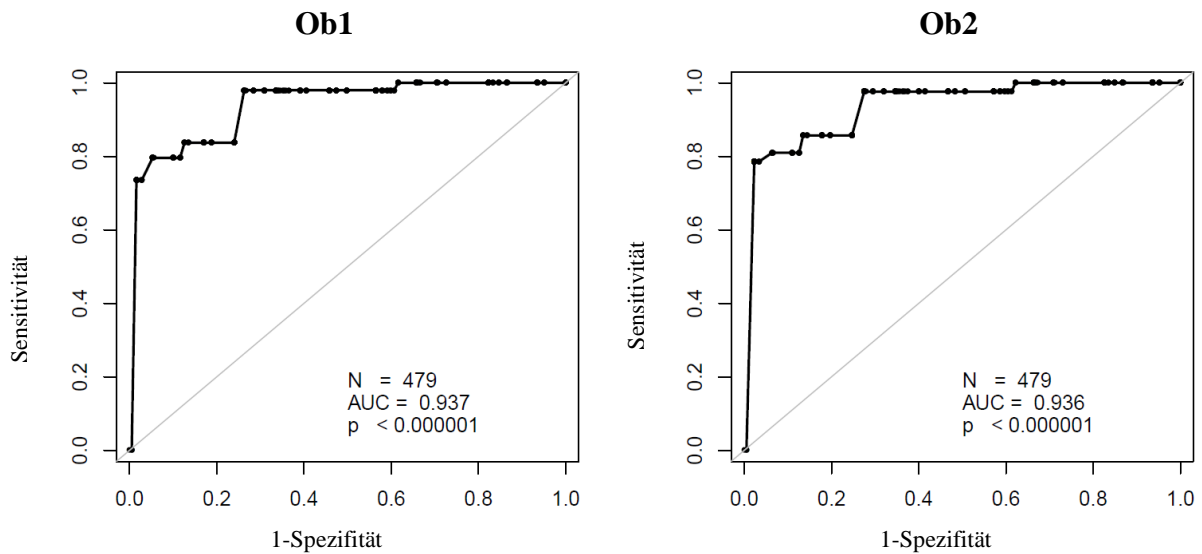 Ob1
Sensitivität
1.0
0.8
0.6
0.4
0.2
0.0
N = 479
AUC = 0.937
p < 0.000001
0.0 0.2 0.4 0.6 0.8 1.0
1-Spezifität
Ob2
Sensitivität
1.0
0.8
0.6
0.4
0.2
0.0
N = 479
AUC = 0.936
p < 0.000001
0.0 0.2 0.4 0.6 0.8 1.0
1-Spezifität